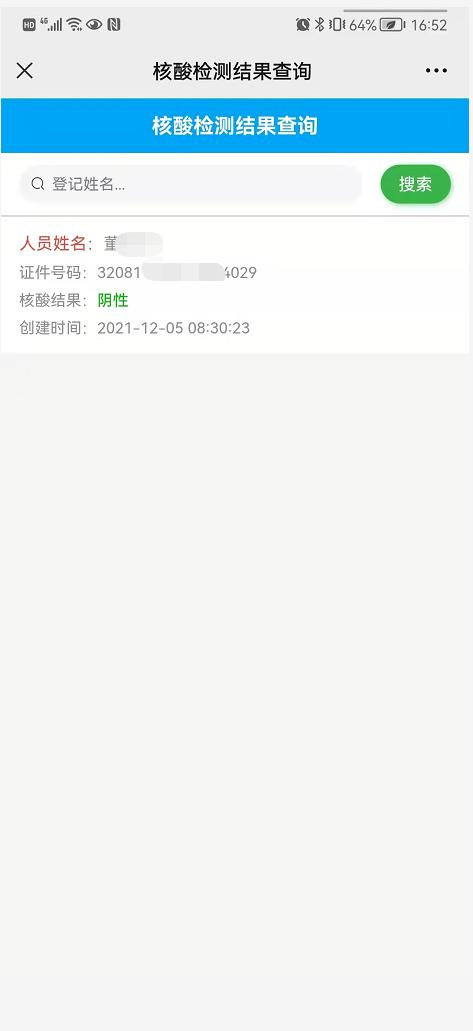 HD 4G 64% 16:52
核酸检测结果查询
核酸检测结果查询
登记姓名... 搜索
人员姓名: 董
证件号码: 32081 4029
核酸结果: 阴性
创建时间: 2021-12-05 08:30:23